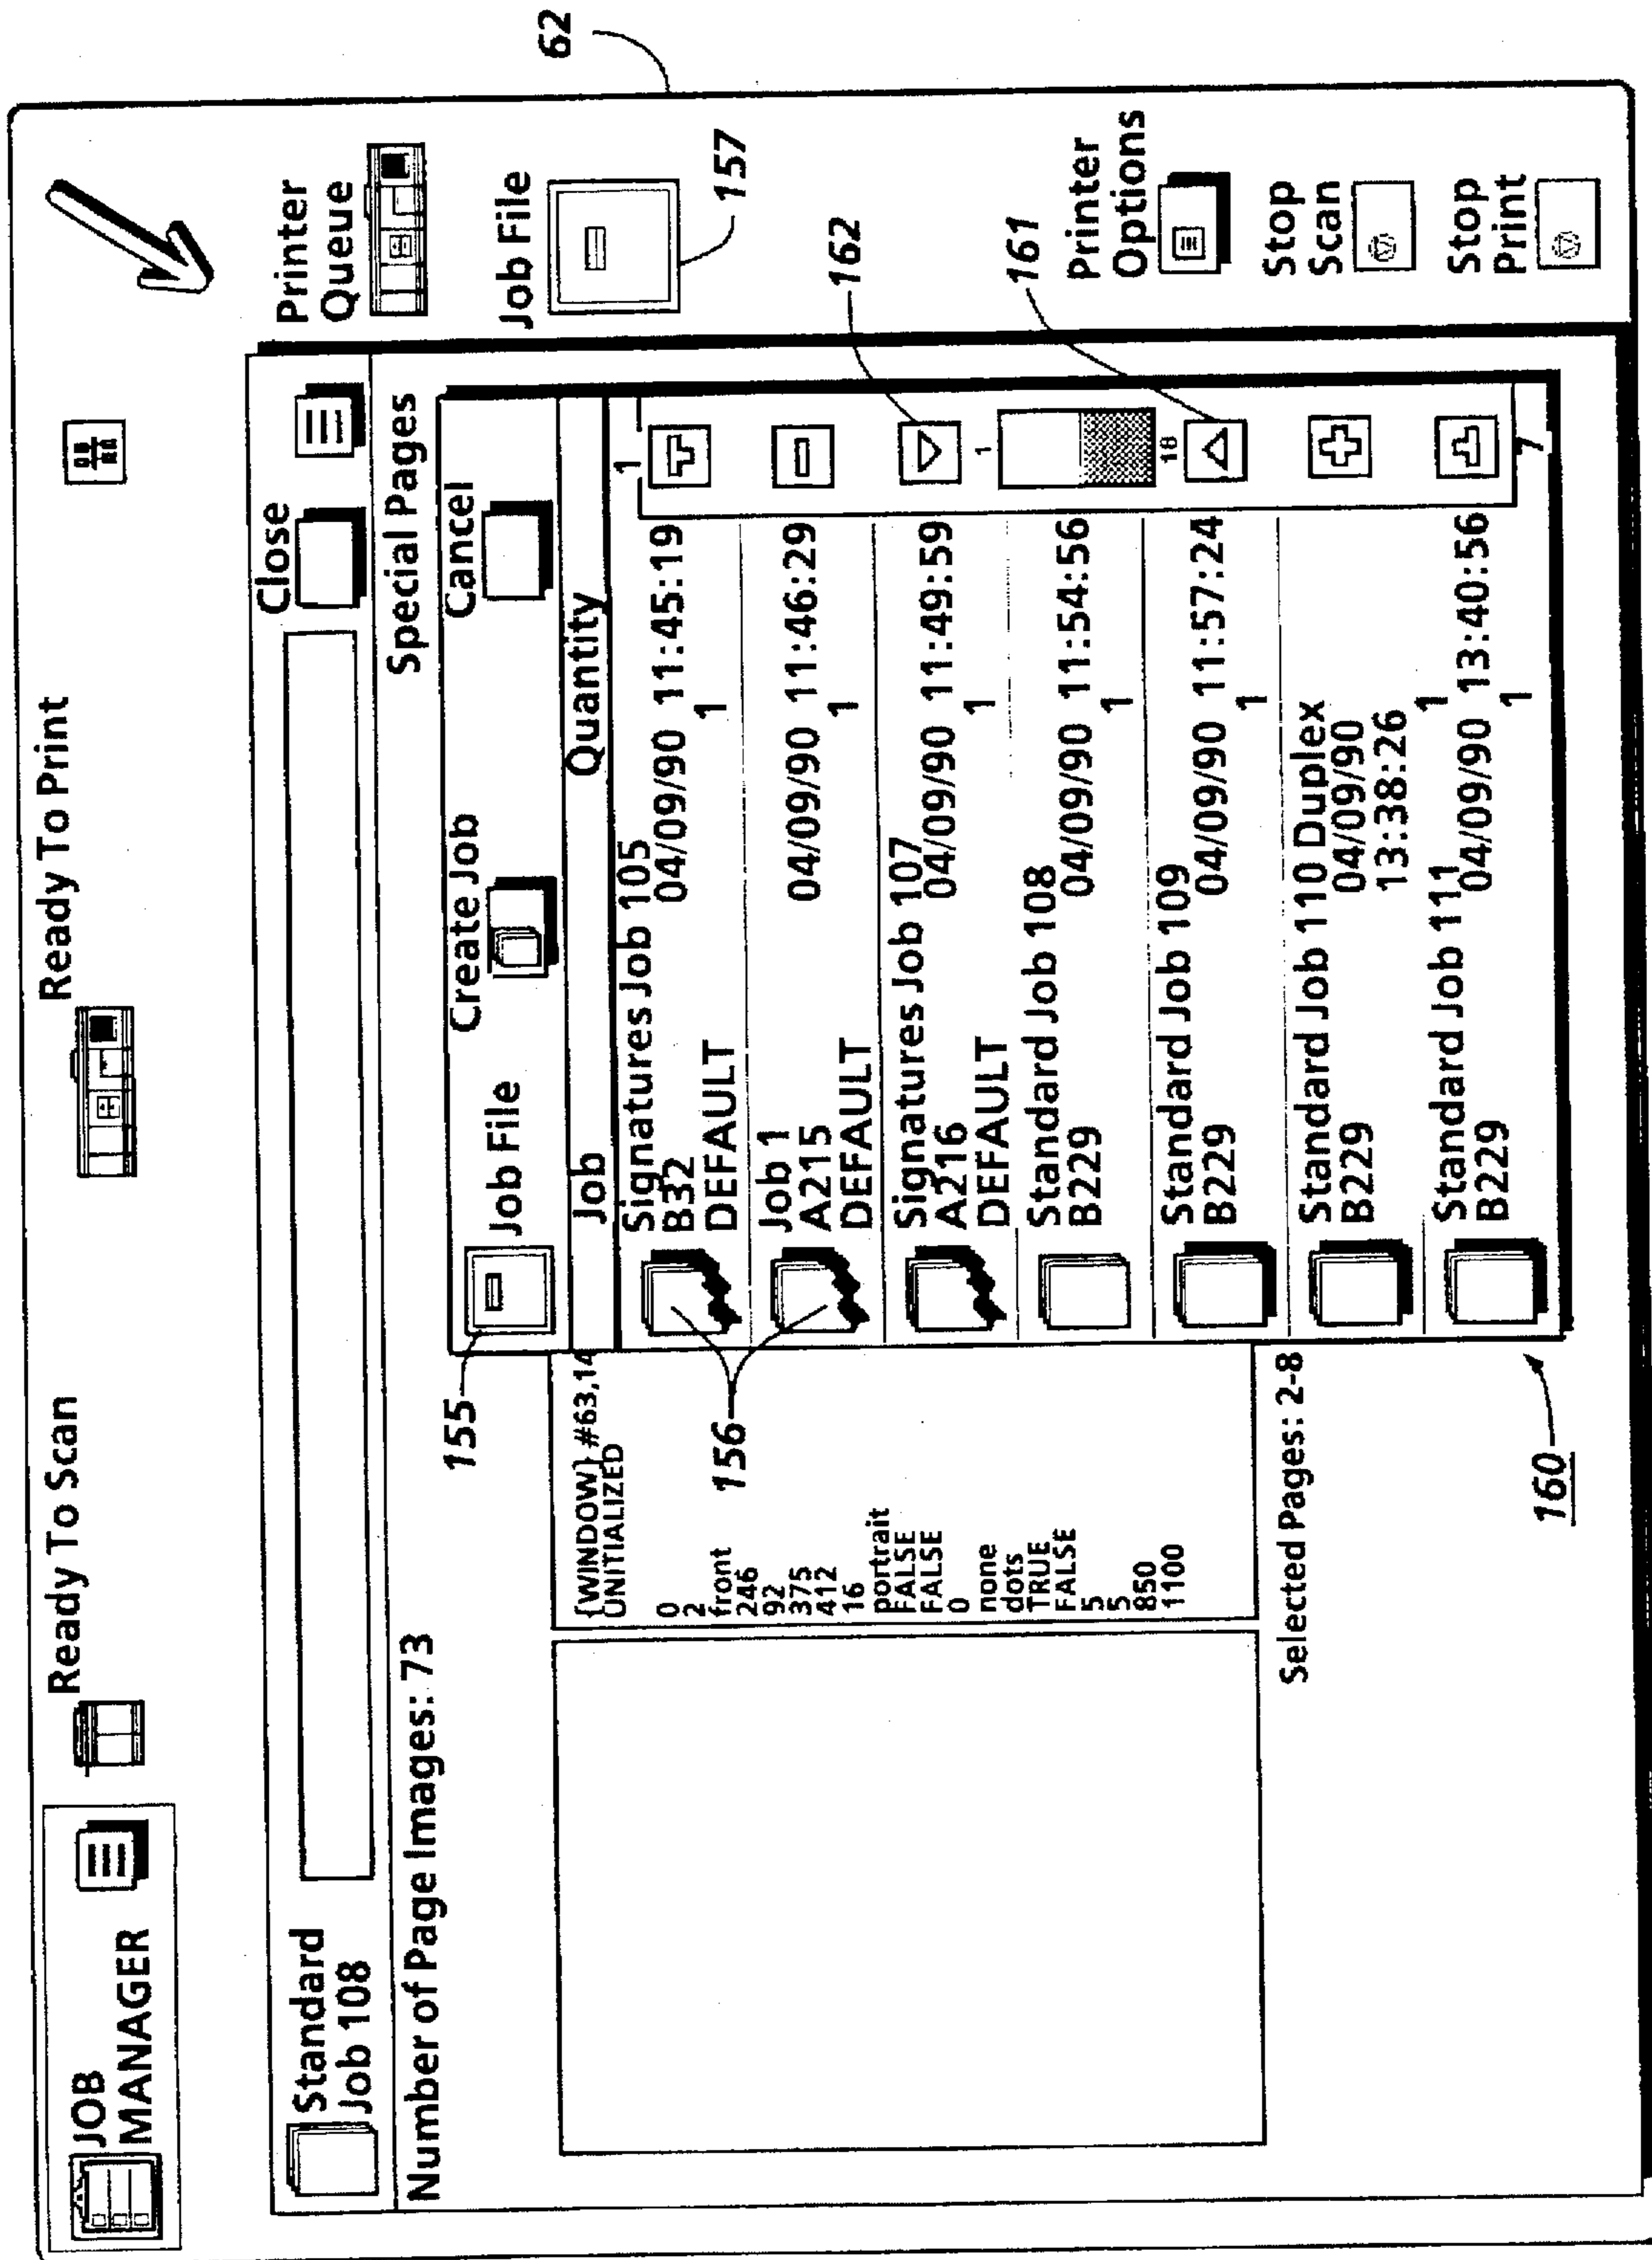 JOB
MANAGER
Ready To Scan
Ready To Print
62
Standard
Job 108
Close
Printer
Queue
Number of Page Images: 73
Special Pages
155
Job File
Create Job
Cancel
Job File
157
Job
Quantity
{WINDOW} #63,14
UNITIALIZED
0
2
front
246
92
375
412
16
portrait
FALSE
FALSE
0
none
dots
TRUE
FALSE
5
5
850
1100
156
Signatures Job 105
B32 04/09/90 11:45:19
DEFAULT 1
Job 1
A215 04/09/90 11:46:29
DEFAULT 1
Signatures Job 107
A216 04/09/90 11:49:59
DEFAULT 1
Standard Job 108
B229 04/09/90 11:54:56
1
Standard Job 109
B229 04/09/90 11:57:24
1
Standard Job 110 Duplex
B229 04/09/90
13:38:26 1
Standard Job 111
B229 04/09/90 13:40:56
1
1
1
18
7
162
161
Printer
Options
Stop
Scan
Stop
Print
Selected Pages: 2-8
160